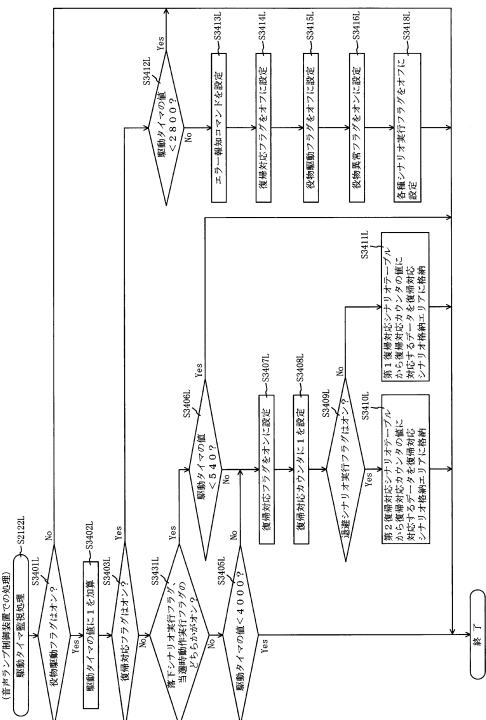 (音声ランプ制御装置での処理)
駆動タイマ監視処理
S2122L
役物駆動フラグはオン？
S3401L
No
Yes
駆動タイマの値に1を加算
S3402L
復帰対応フラグはオン？
S3403L
Yes
No
落下シナリオ実行フラグ、
当選時動作実行フラグの
どちらかがオン？
S3431L
Yes
No
駆動タイマの値＜4000？
S3405L
No
Yes
駆動タイマの値
＜540？
S3406L
Yes
No
復帰対応フラグをオンに設定
S3407L
復帰対応カウンタに1を設定
S3408L
退避シナリオ実行フラグはオン？
S3409L
No
Yes
第2復帰対応シナリオテーブル
から復帰対応カウンタの値に
対応するデータを復帰対応
シナリオ格納エリアに格納
S3410L
第1復帰対応シナリオテーブル
から復帰対応カウンタの値に
対応するデータを復帰対応
シナリオ格納エリアに格納
S3411L
駆動タイマの値
＜2800？
S3412L
Yes
No
エラー報知コマンドを設定
S3413L
復帰対応フラグをオフに設定
S3414L
役物駆動フラグをオフに設定
S3415L
役物異常フラグをオンに設定
S3416L
各種シナリオ実行フラグをオフに
設定
S3418L
終了